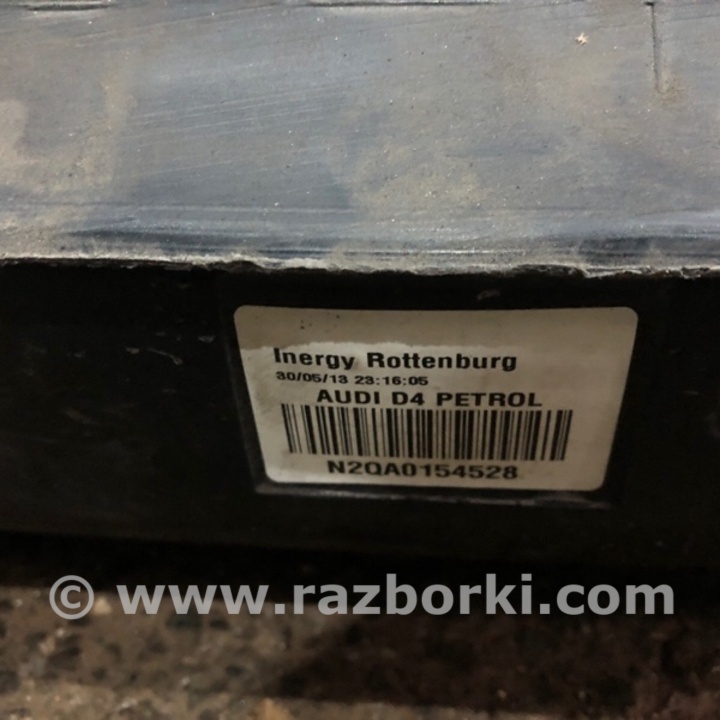 Inergy Rottenburg
30/05/13 23:16:05
AUDI D4 PETROL
N2QA0154528
© www.razborki.com